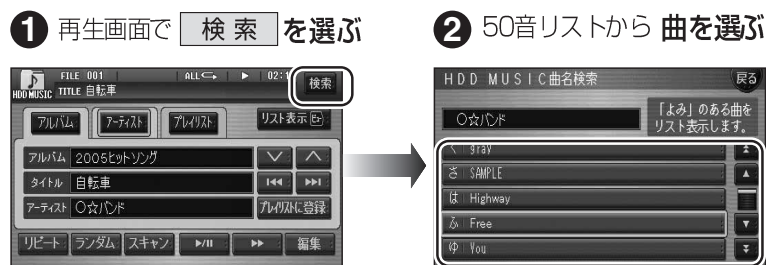 1 再生画面で 検索 を選ぶ
2 50音リストから 曲を選ぶ
HDD MUSIC
FILE 001 ALL ▶ 02:1
TITLE 自転車
検索
アルバム アーティスト プレイリスト リスト表示
アルバム 2005ヒットソング
タイトル 自転車
アーティスト ○☆バンド プレイリストに登録
リピート ランダム スキャン ▶/II ▶▶ 編集
HDD MUSIC曲名検索 戻る
○☆バンド
「よみ」のある曲を
リスト表示します。
く gray
さ SAMPLE
は Highway
ふ Free
ゆ You